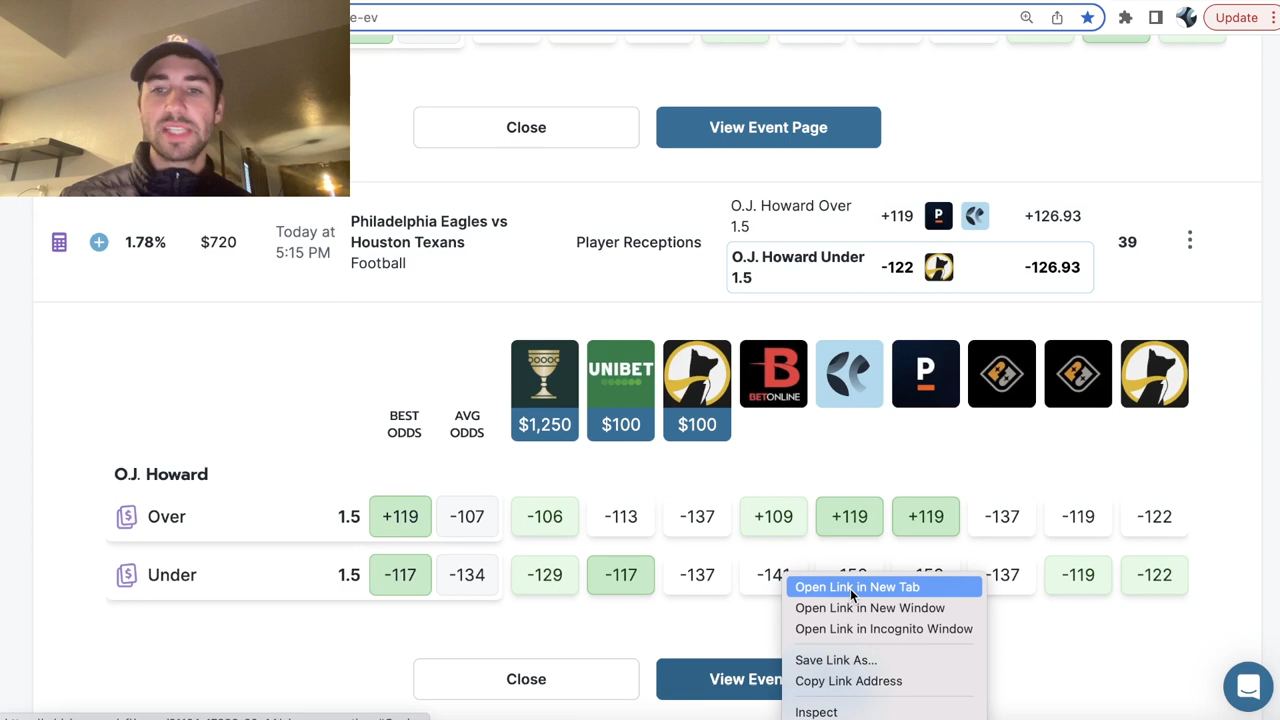 e-ev
Update
Close
View Event Page
1.78%
$720
Today at
5:15 PM
Philadelphia Eagles vs
Houston Texans
Football
Player Receptions
O.J. Howard Over
1.5
+119
P
+126.93
O.J. Howard Under
1.5
-122
-126.93
39
BEST
ODDS
AVG
ODDS
UNIBET
B
BETONLINE
P
$1,250
$100
$100
O.J. Howard
Over 1.5 +119 -107 -106 -113 -137 +109 +119 +119 -137 -119 -122
Under 1.5 -117 -134 -129 -117 -137 -137 -119 -122
Open Link in New Tab
Open Link in New Window
Open Link in Incognito Window
Save Link As...
Copy Link Address
Inspect
Close
View Even